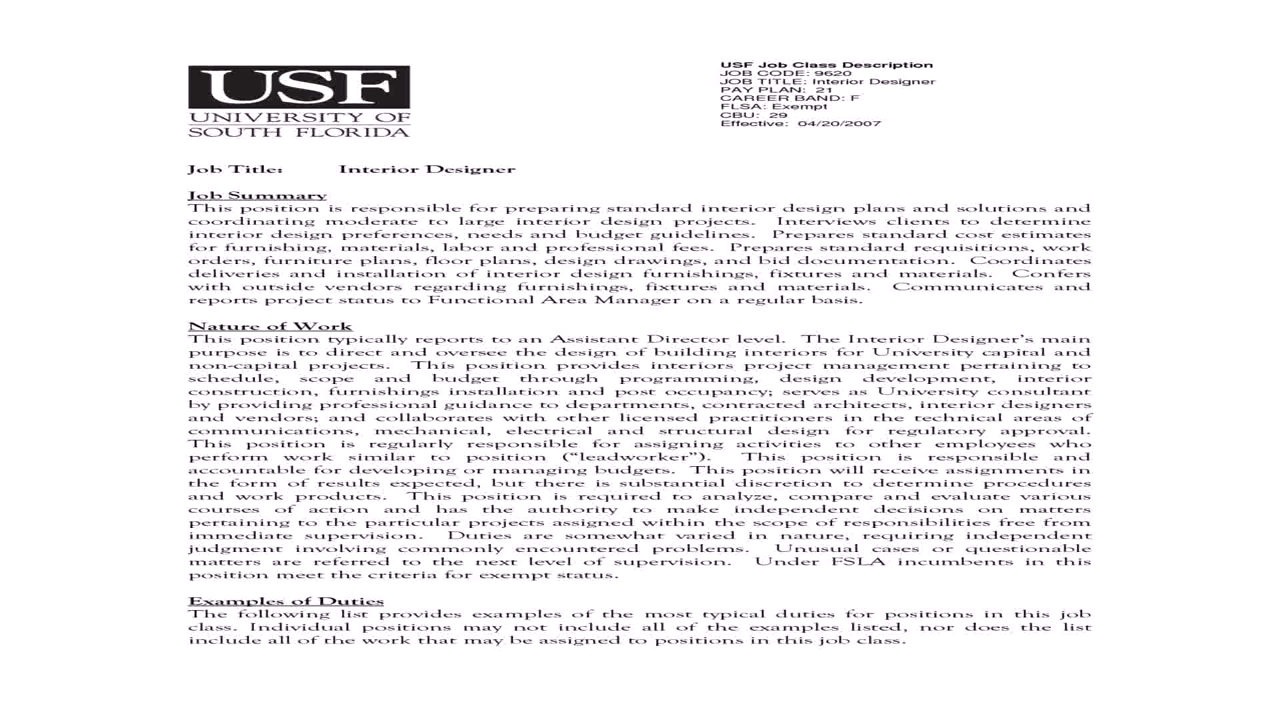 USF
UNIVERSITY OF
SOUTH FLORIDA
USF Job Class Description
JOB CODE: 9620
JOB TITLE: Interior Designer
PAY PLAN: 21
CAREER BAND: F
FLSA: Exempt
CBU: 29
Effective: 04/20/2007
Job Title: Interior Designer
Job Summary
This position is responsible for preparing standard interior design plans and solutions and
coordinating moderate to large interior design projects. Interviews clients to determine
interior design preferences, needs and budget guidelines. Prepares standard cost estimates
for furnishing, materials, labor and professional fees. Prepares standard requisitions, work
orders, furniture plans, floor plans, design drawings, and bid documentation. Coordinates
deliveries and installation of interior design furnishings, fixtures and materials. Confers
with outside vendors regarding furnishings, fixtures and materials. Communicates and
reports project status to Functional Area Manager on a regular basis.
Nature of Work
This position typically reports to an Assistant Director level. The Interior Designer's main
purpose is to direct and oversee the design of building interiors for University capital and
non-capital projects. This position provides interiors project management pertaining to
schedule, scope and budget through programming, design development, interior
construction, furnishings installation and post occupancy; serves as University consultant
by providing professional guidance to departments, contracted architects, interior designers
and vendors; and collaborates with other licensed practitioners in the technical areas of
communications, mechanical, electrical and structural design for regulatory approval.
This position is regularly responsible for assigning activities to other employees who
perform work similar to position (“leadworker”). This position is responsible and
accountable for developing or managing budgets. This position will receive assignments in
the form of results expected, but there is substantial discretion to determine procedures
and work products. This position is required to analyze, compare and evaluate various
courses of action and has the authority to make independent decisions on matters
pertaining to the particular projects assigned within the scope of responsibilities free from
immediate supervision. Duties are somewhat varied in nature, requiring independent
judgment involving commonly encountered problems. Unusual cases or questionable
matters are referred to the next level of supervision. Under FSLA incumbents in this
position meet the criteria for exempt status.
Examples of Duties
The following list provides examples of the most typical duties for positions in this job
class. Individual positions may not include all of the examples listed, nor does the list
include all of the work that may be assigned to positions in this job class.